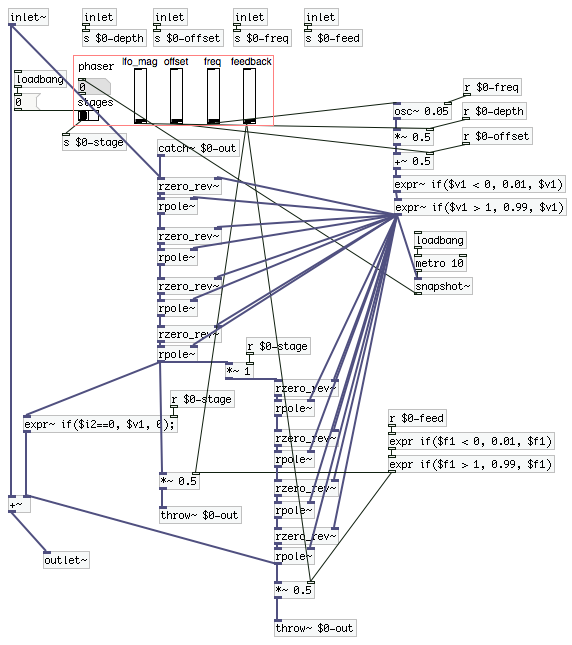 inlet~
inlet
inlet
inlet
inlet
s $0-depth
s $0-offset
s $0-freq
s $0-feed
phaser
lfo_mag
offset
freq
feedback
loadbang
0
0
stages
s $0-stage
r $0-freq
osc~ 0.05
r $0-depth
*~ 0.5
r $0-offset
+~ 0.5
catch~ $0-out
rzero_rev~
expr~ if($v1 < 0, 0.01, $v1)
rpole~
expr~ if($v1 > 1, 0.99, $v1)
rzero_rev~
loadbang
rpole~
metro 10
rzero_rev~
snapshot~
rpole~
rzero_rev~
r $0-stage
rpole~
*~ 1
rzero_rev~
r $0-stage
rpole~
r $0-feed
expr~ if($i2==0, $v1, 0);
rzero_rev~
expr if($f1 < 0, 0.01, $f1)
rpole~
expr if($f1 > 1, 0.99, $f1)
*~ 0.5
rzero_rev~
+~
throw~ $0-out
rpole~
rzero_rev~
outlet~
rpole~
*~ 0.5
throw~ $0-out